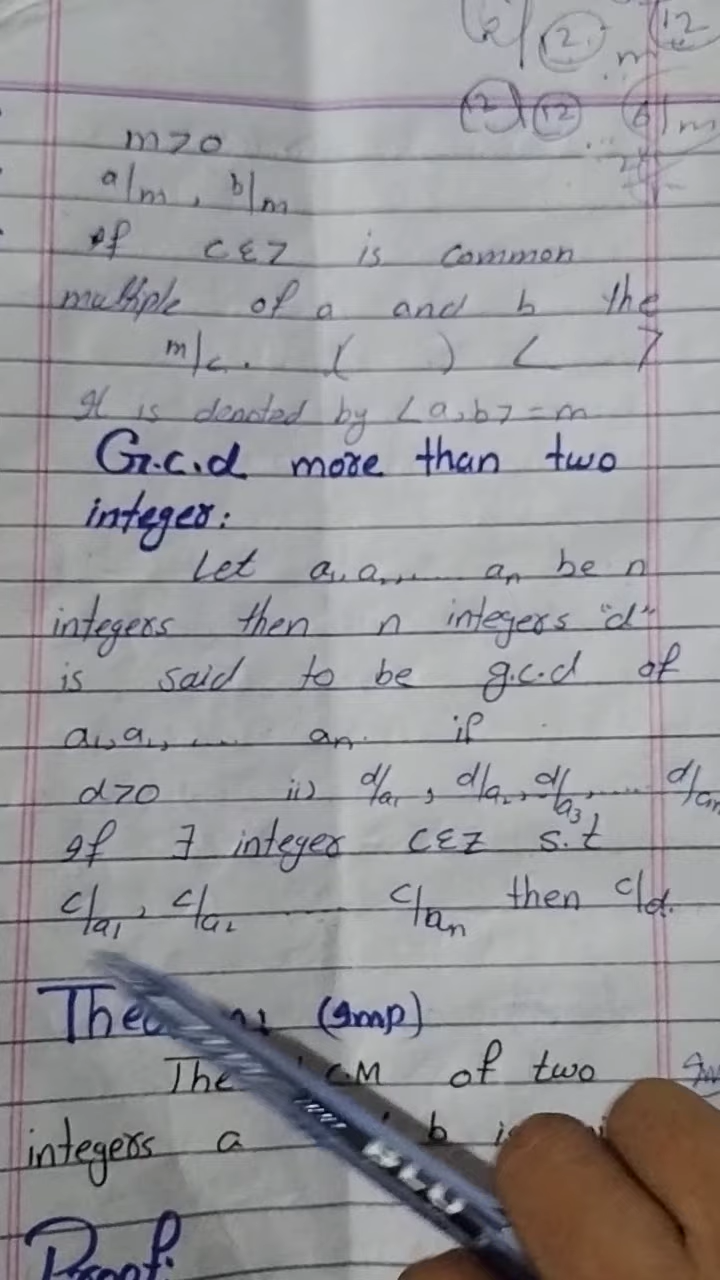 m>0
a/m , b/m
if c∈Z is common
multiple of a and b the
m/c. ( ) < >
It is denoted by <a,b> = m
G.c.d more than two
integer:
Let a₁,a₂,.... aₙ be n
integers then n integers "d"
is said to be g.c.d of
a₁,a₂,.... aₙ if
d>0 ii) d/a₁ , d/a₂, d/a₃,.... d/aₙ
If ∃ integer c∈Z s.t
c/a₁ , c/a₂ ...... c/aₙ then c/d.
(Imp)
The C.M of two
integers a b
Proof: